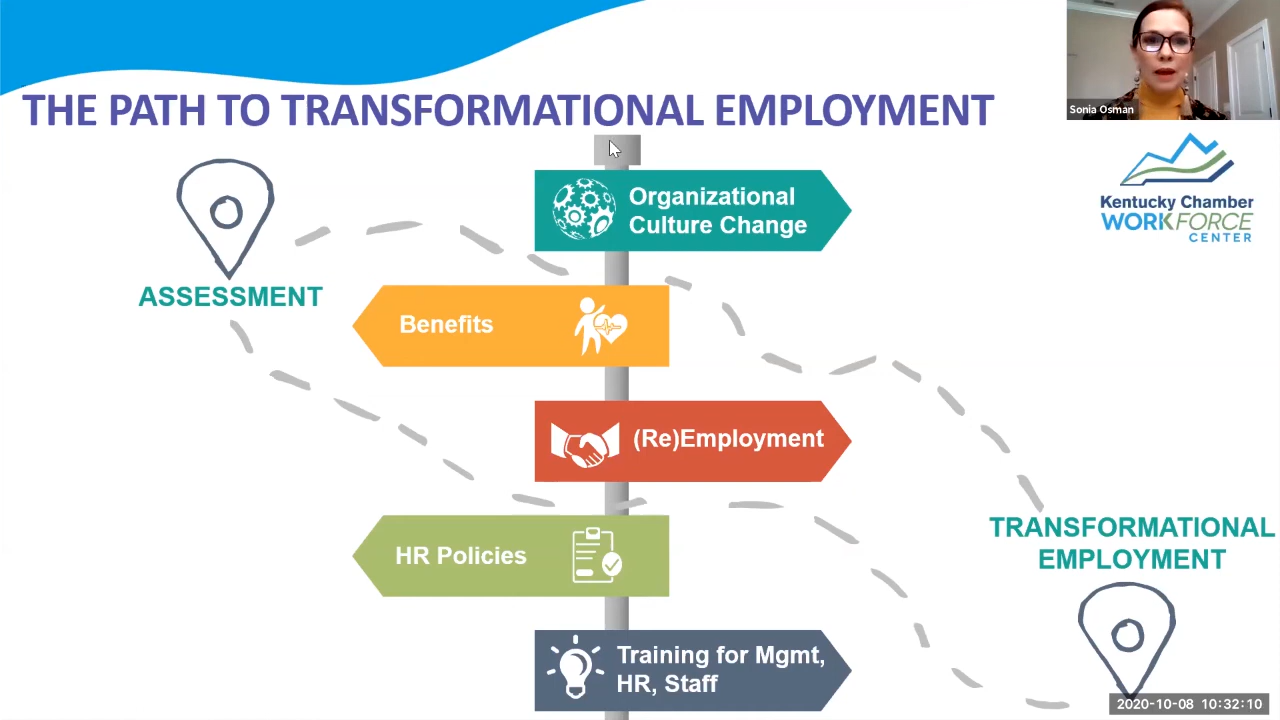 THE PATH TO TRANSFORMATIONAL EMPLOYMENT
Sonia Osman
Kentucky Chamber
WORKFORCE
CENTER
Organizational
Culture Change
ASSESSMENT
Benefits
(Re)Employment
HR Policies
TRANSFORMATIONAL
EMPLOYMENT
Training for Mgmt,
HR, Staff
2020-10-08 10:32:10